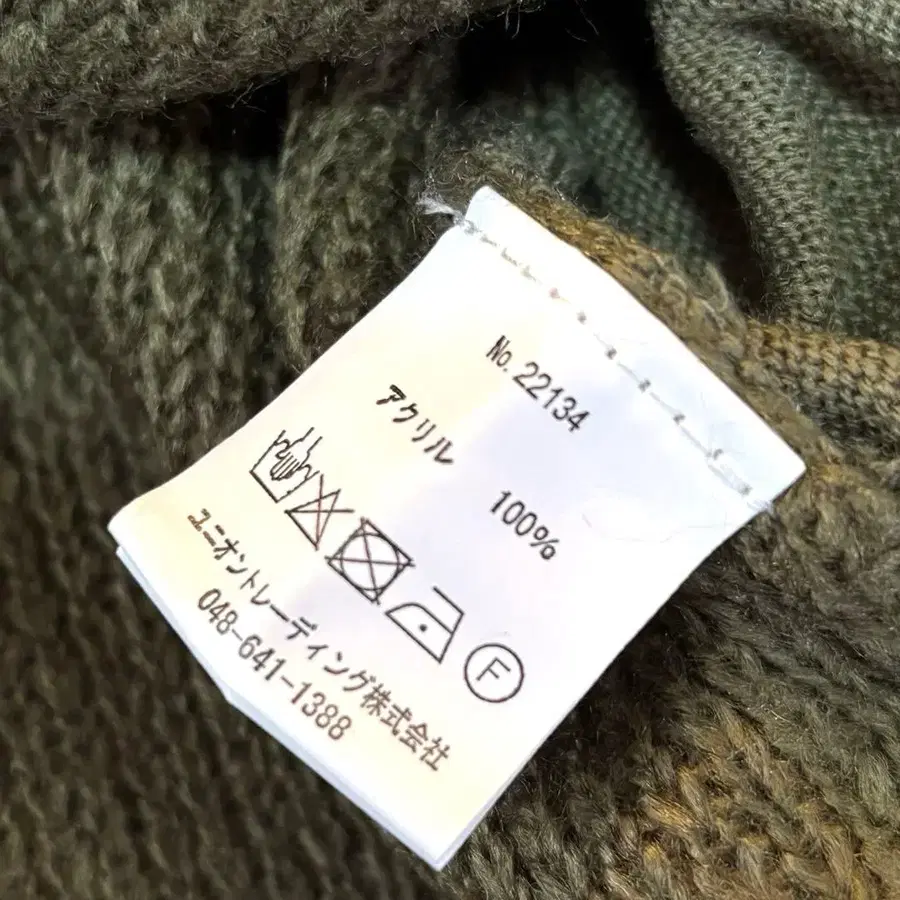 No. 22134
アクリル 100%
F
ユニオントレーディング株式会社
048-641-1388